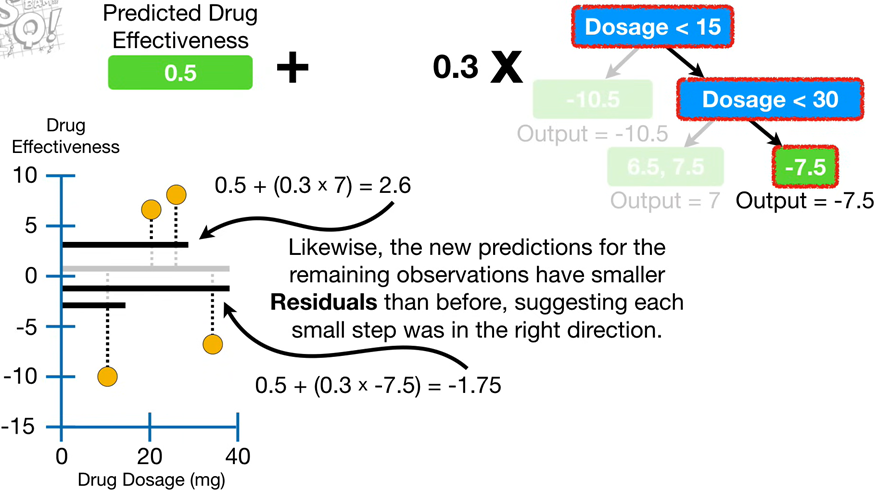 Predicted Drug
Effectiveness
0.5
+
0.3 X
Dosage < 15
-10.5
Output = -10.5
Dosage < 30
6.5, 7.5
Output = 7
-7.5
Output = -7.5
Drug
Effectiveness
10
5
0
-5
-10
-15
0
20
40
Drug Dosage (mg)
0.5 + (0.3 x 7) = 2.6
Likewise, the new predictions for the
remaining observations have smaller
Residuals than before, suggesting each
small step was in the right direction.
0.5 + (0.3 x -7.5) = -1.75